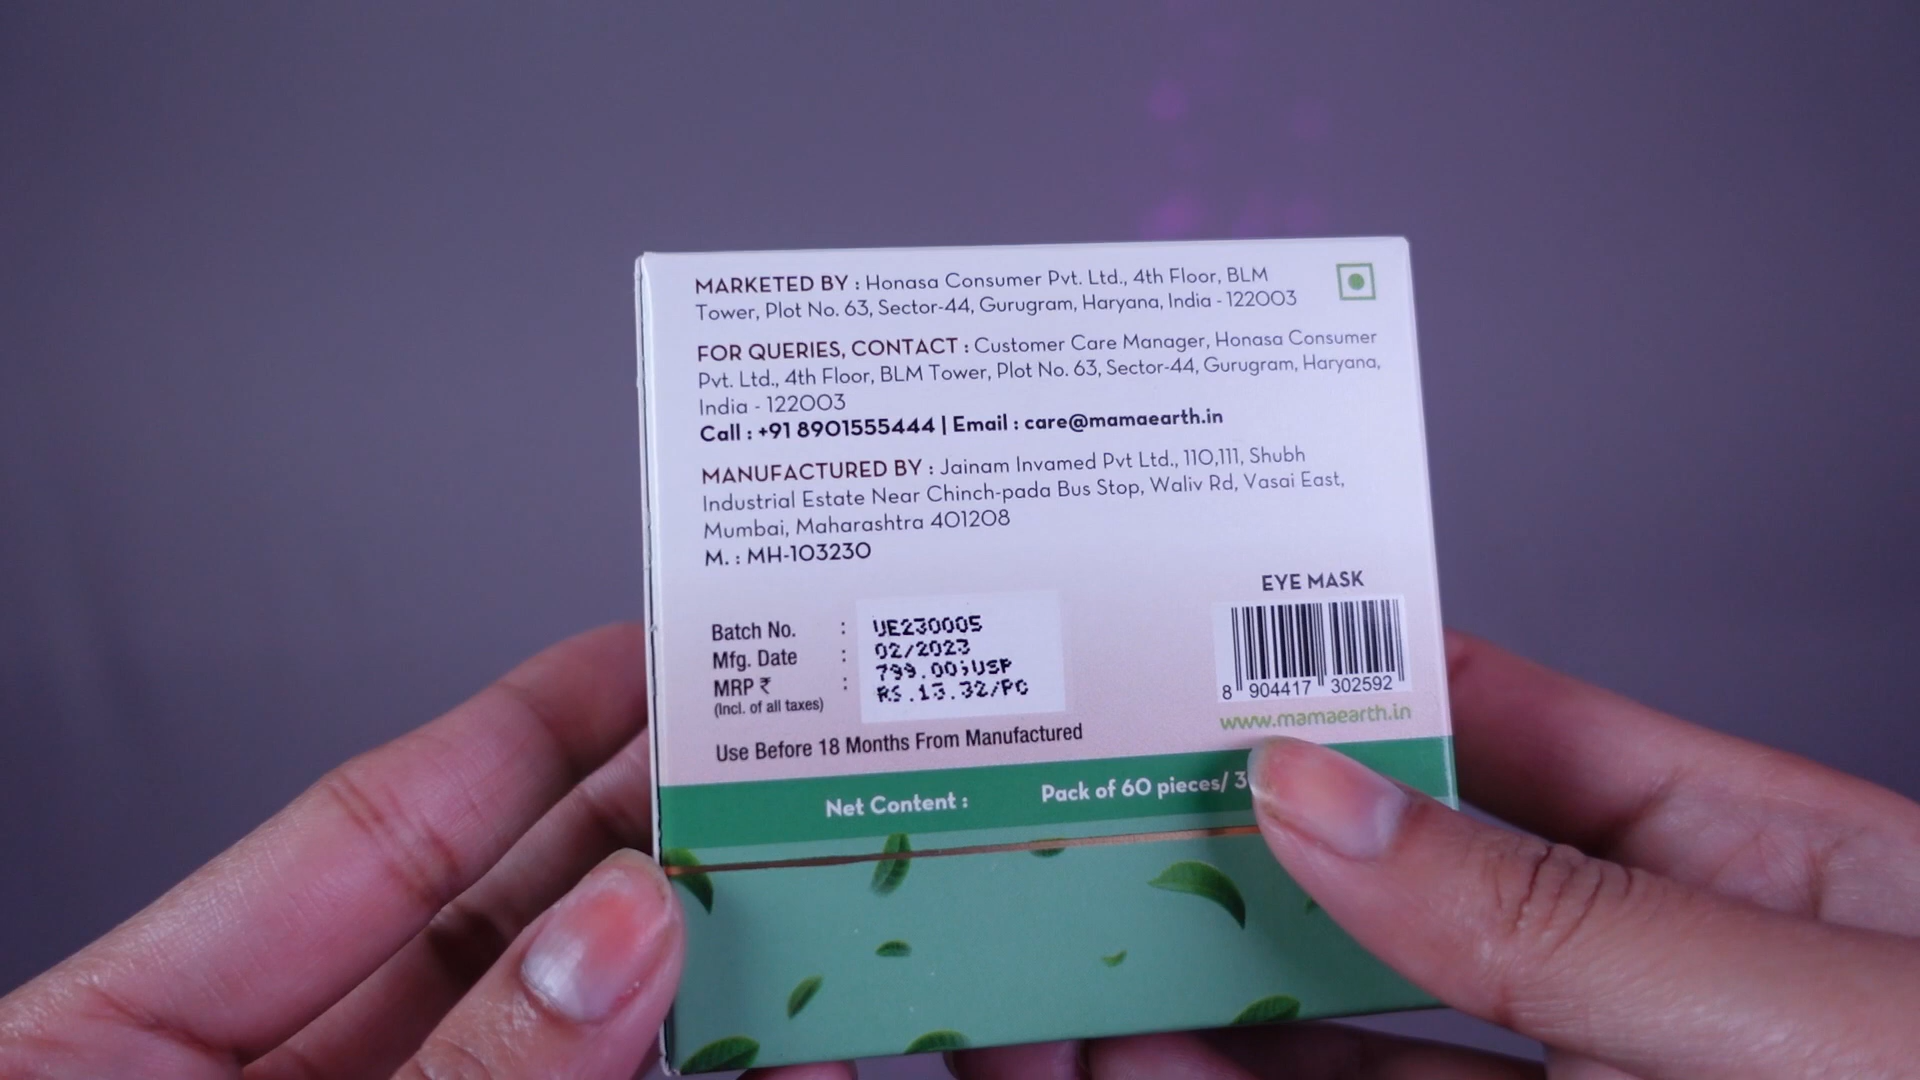 MARKETED BY : Honasa Consumer Pvt. Ltd., 4th Floor, BLM
Tower, Plot No. 63, Sector-44, Gurugram, Haryana, India - 122003
FOR QUERIES, CONTACT : Customer Care Manager, Honasa Consumer
Pvt. Ltd., 4th Floor, BLM Tower, Plot No. 63, Sector-44, Gurugram, Haryana,
India - 122003
Call : +91 8901555444 | Email : care@mamaearth.in
MANUFACTURED BY : Jainam Invamed Pvt Ltd., 110,111, Shubh
Industrial Estate Near Chinch-pada Bus Stop, Waliv Rd, Vasai East,
Mumbai, Maharashtra 401208
M. : MH-103230
EYE MASK
Batch No. : UE230005
Mfg. Date : 02/2023
MRP ₹ : 799.00;USP
(Incl. of all taxes) RS.13.32/PC
8 904417 302592
www.mamaearth.in
Use Before 18 Months From Manufactured
Net Content : Pack of 60 pieces/